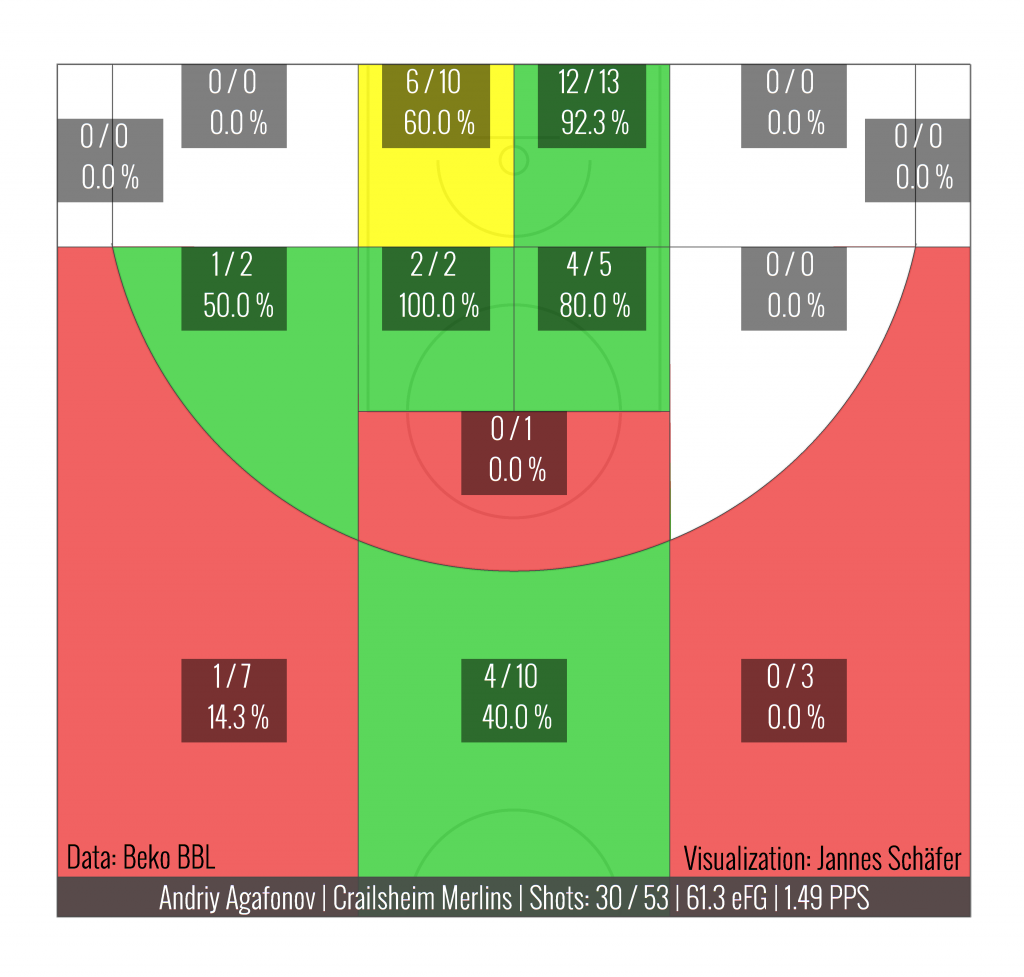 0 / 0
0.0 %
6 / 10
60.0 %
12 / 13
92.3 %
0 / 0
0.0 %
0 / 0
0.0 %
0 / 0
0.0 %
1 / 2
50.0 %
2 / 2
100.0 %
4 / 5
80.0 %
0 / 0
0.0 %
0 / 1
0.0 %
1 / 7
14.3 %
4 / 10
40.0 %
0 / 3
0.0 %
Data: Beko BBL
Visualization: Jannes Schäfer
Andriy Agafonov | Crailsheim Merlins | Shots: 30 / 53 | 61.3 eFG | 1.49 PPS